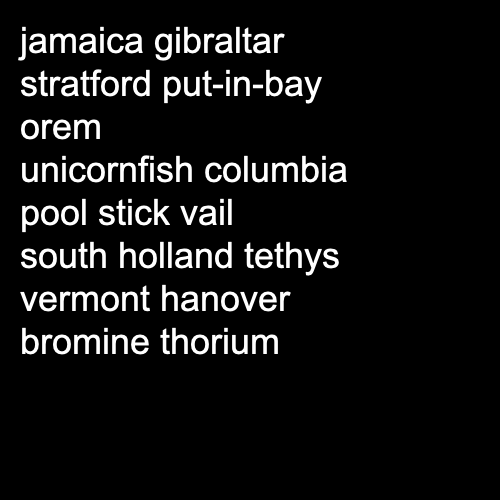 jamaica gibraltar
stratford put-in-bay
orem
unicornfish columbia
pool stick vail
south holland tethys
vermont hanover
bromine thorium